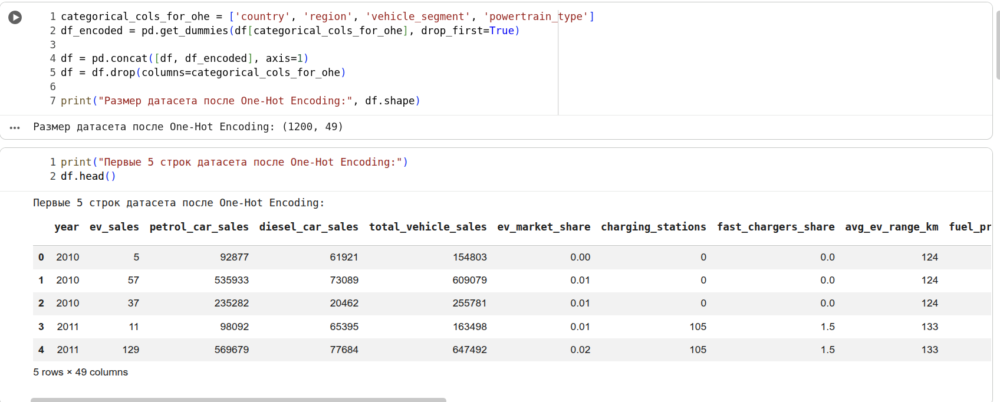 1 categorical_cols_for_ohe = ['country', 'region', 'vehicle_segment', 'powertrain_type']
2 df_encoded = pd.get_dummies(df[categorical_cols_for_ohe], drop_first=True)
3
4 df = pd.concat([df, df_encoded], axis=1)
5 df = df.drop(columns=categorical_cols_for_ohe)
6
7 print("Размер датасета после One-Hot Encoding:", df.shape)
Размер датасета после One-Hot Encoding: (1200, 49)
1 print("Первые 5 строк датасета после One-Hot Encoding:")
2 df.head()
Первые 5 строк датасета после One-Hot Encoding:
year ev_sales petrol_car_sales diesel_car_sales total_vehicle_sales ev_market_share charging_stations fast_chargers_share avg_ev_range_km fuel_pr
0 2010 5 92877 61921 154803 0.00 0 0.0 124
1 2010 57 535933 73089 609079 0.01 0 0.0 124
2 2010 37 235282 20462 255781 0.01 0 0.0 124
3 2011 11 98092 65395 163498 0.01 105 1.5 133
4 2011 129 569679 77684 647492 0.02 105 1.5 133
5 rows × 49 columns